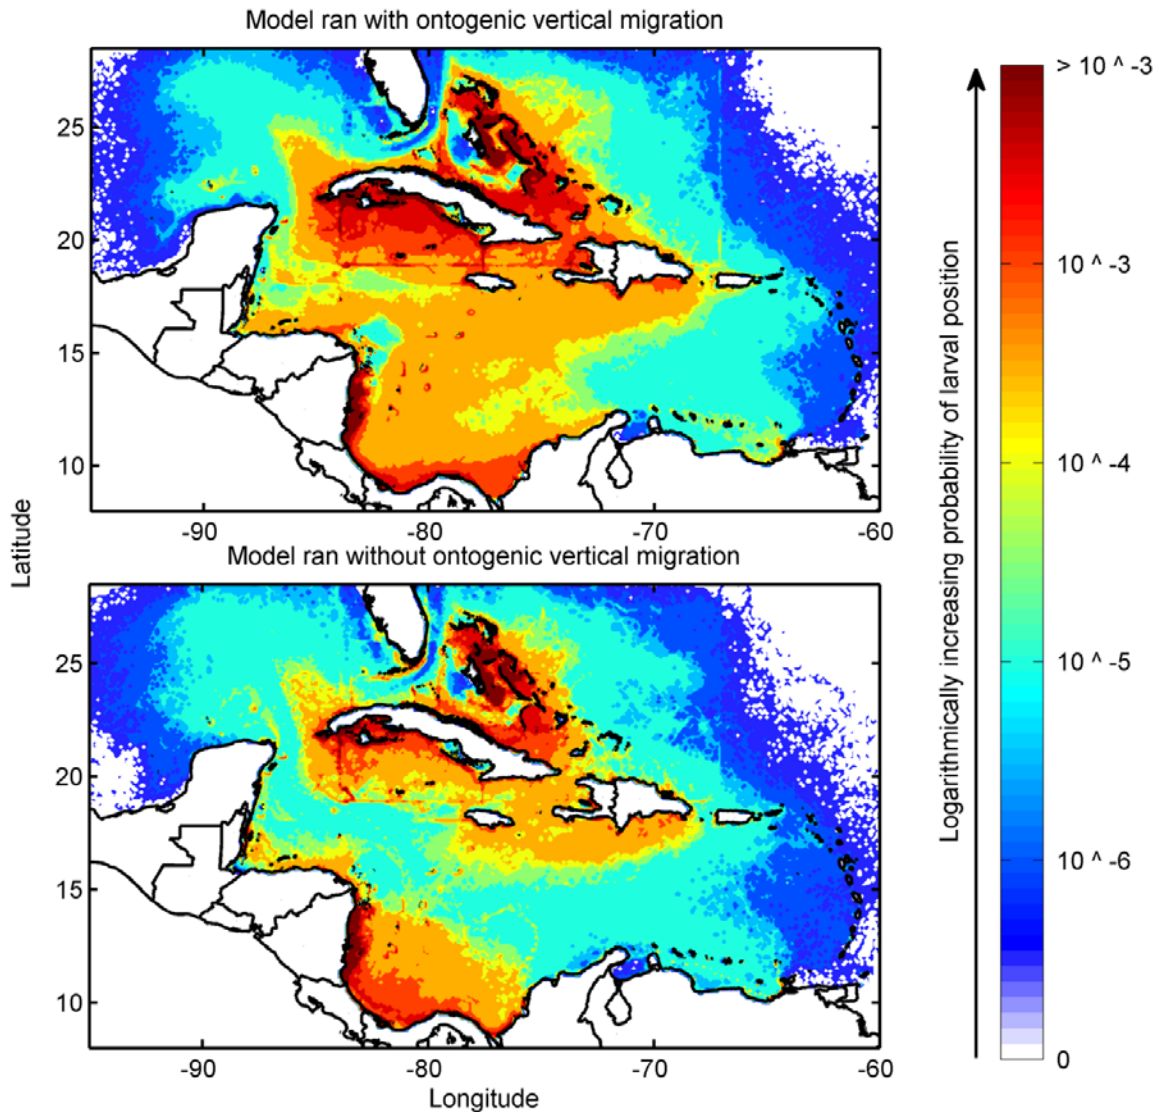 Model ran with ontogenic vertical migration
25
20
15
10
-90
-80
-70
-60
Model ran without ontogenic vertical migration
25
20
15
10
-90
-80
-70
-60
Longitude
Latitude
Logarithmically increasing probability of larval position
> 10 ^ -3
10 ^ -3
10 ^ -4
10 ^ -5
10 ^ -6
0